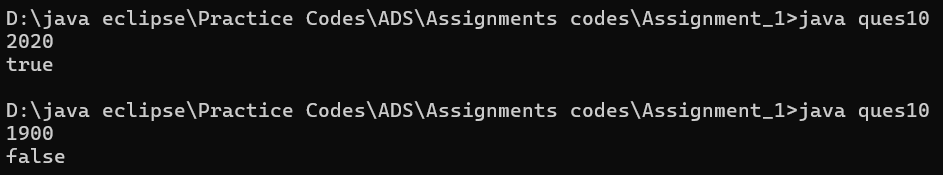 D:\java eclipse\Practice Codes\ADS\Assignments codes\Assignment_1>java ques10
2020
true
D:\java eclipse\Practice Codes\ADS\Assignments codes\Assignment_1>java ques10
1900
false